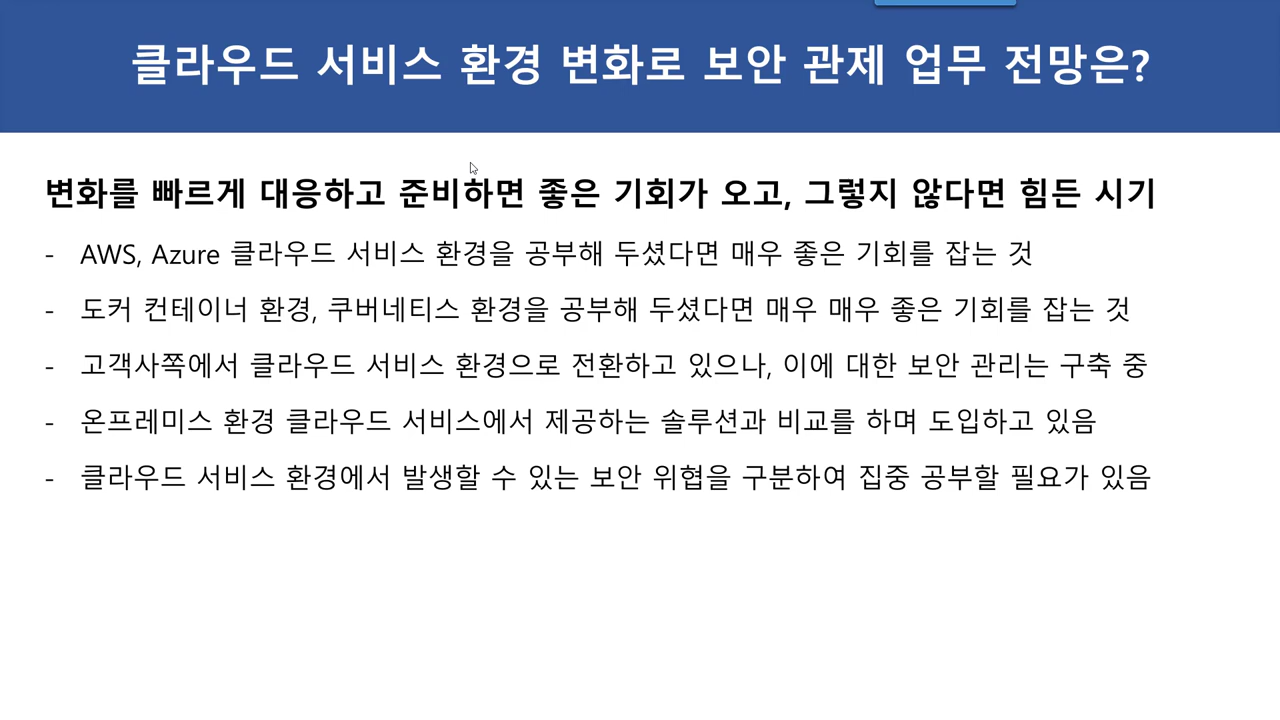 클라우드 서비스 환경 변화로 보안 관제 업무 전망은?
변화를 빠르게 대응하고 준비하면 좋은 기회가 오고, 그렇지 않다면 힘든 시기
- AWS, Azure 클라우드 서비스 환경을 공부해 두셨다면 매우 좋은 기회를 잡는 것
- 도커 컨테이너 환경, 쿠버네티스 환경을 공부해 두셨다면 매우 매우 좋은 기회를 잡는 것
- 고객사쪽에서 클라우드 서비스 환경으로 전환하고 있으나, 이에 대한 보안 관리는 구축 중
- 온프레미스 환경 클라우드 서비스에서 제공하는 솔루션과 비교를 하며 도입하고 있음
- 클라우드 서비스 환경에서 발생할 수 있는 보안 위협을 구분하여 집중 공부할 필요가 있음